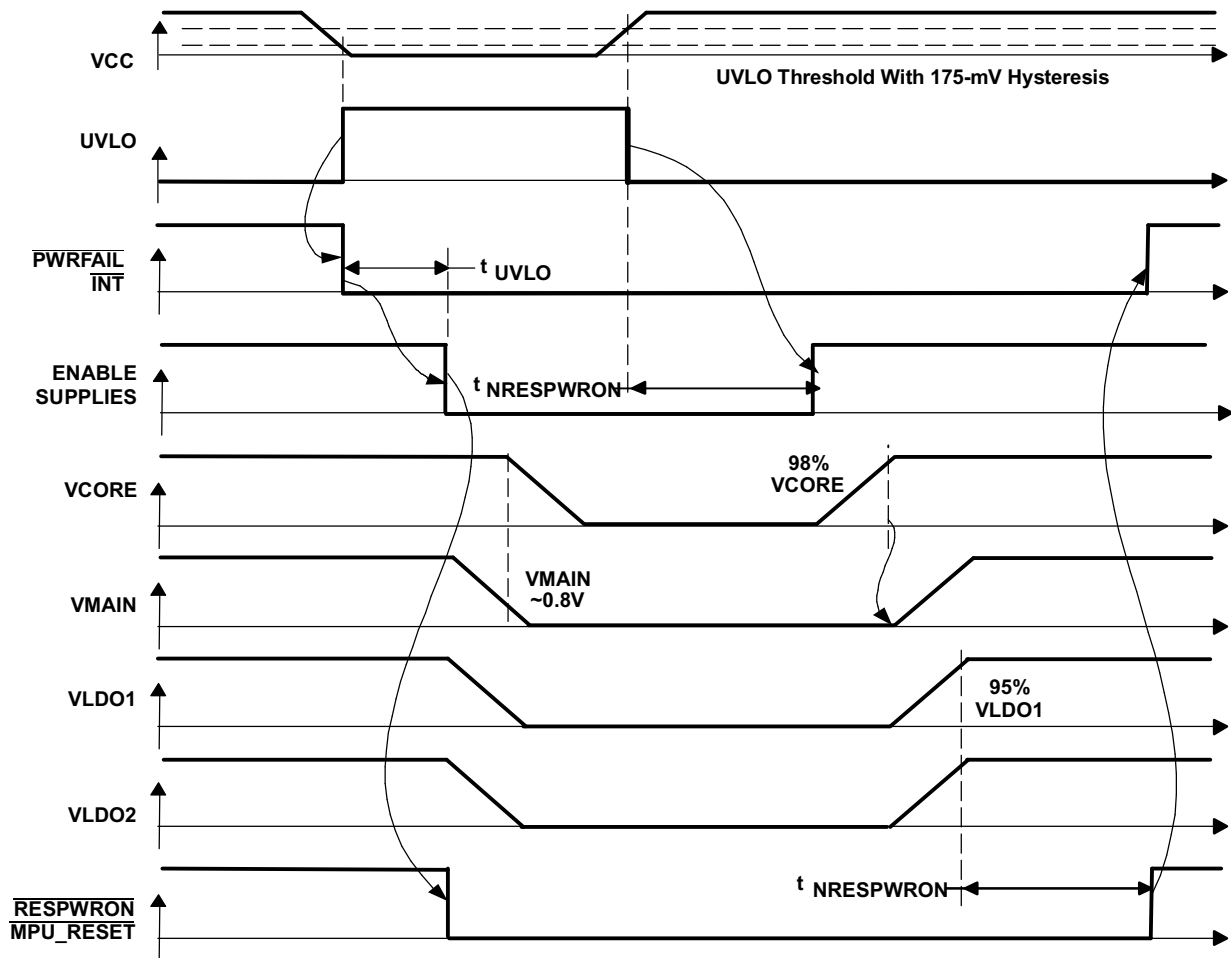 VCC
UVLO Threshold With 175-mV Hysteresis
UVLO
PWRFAIL
INT
t UVLO
ENABLE
SUPPLIES
t NRESPWRON
VCORE
98%
VCORE
VMAIN
VMAIN
~0.8V
VLDO1
95%
VLDO1
VLDO2
RESPWRON
MPU_RESET
t NRESPWRON